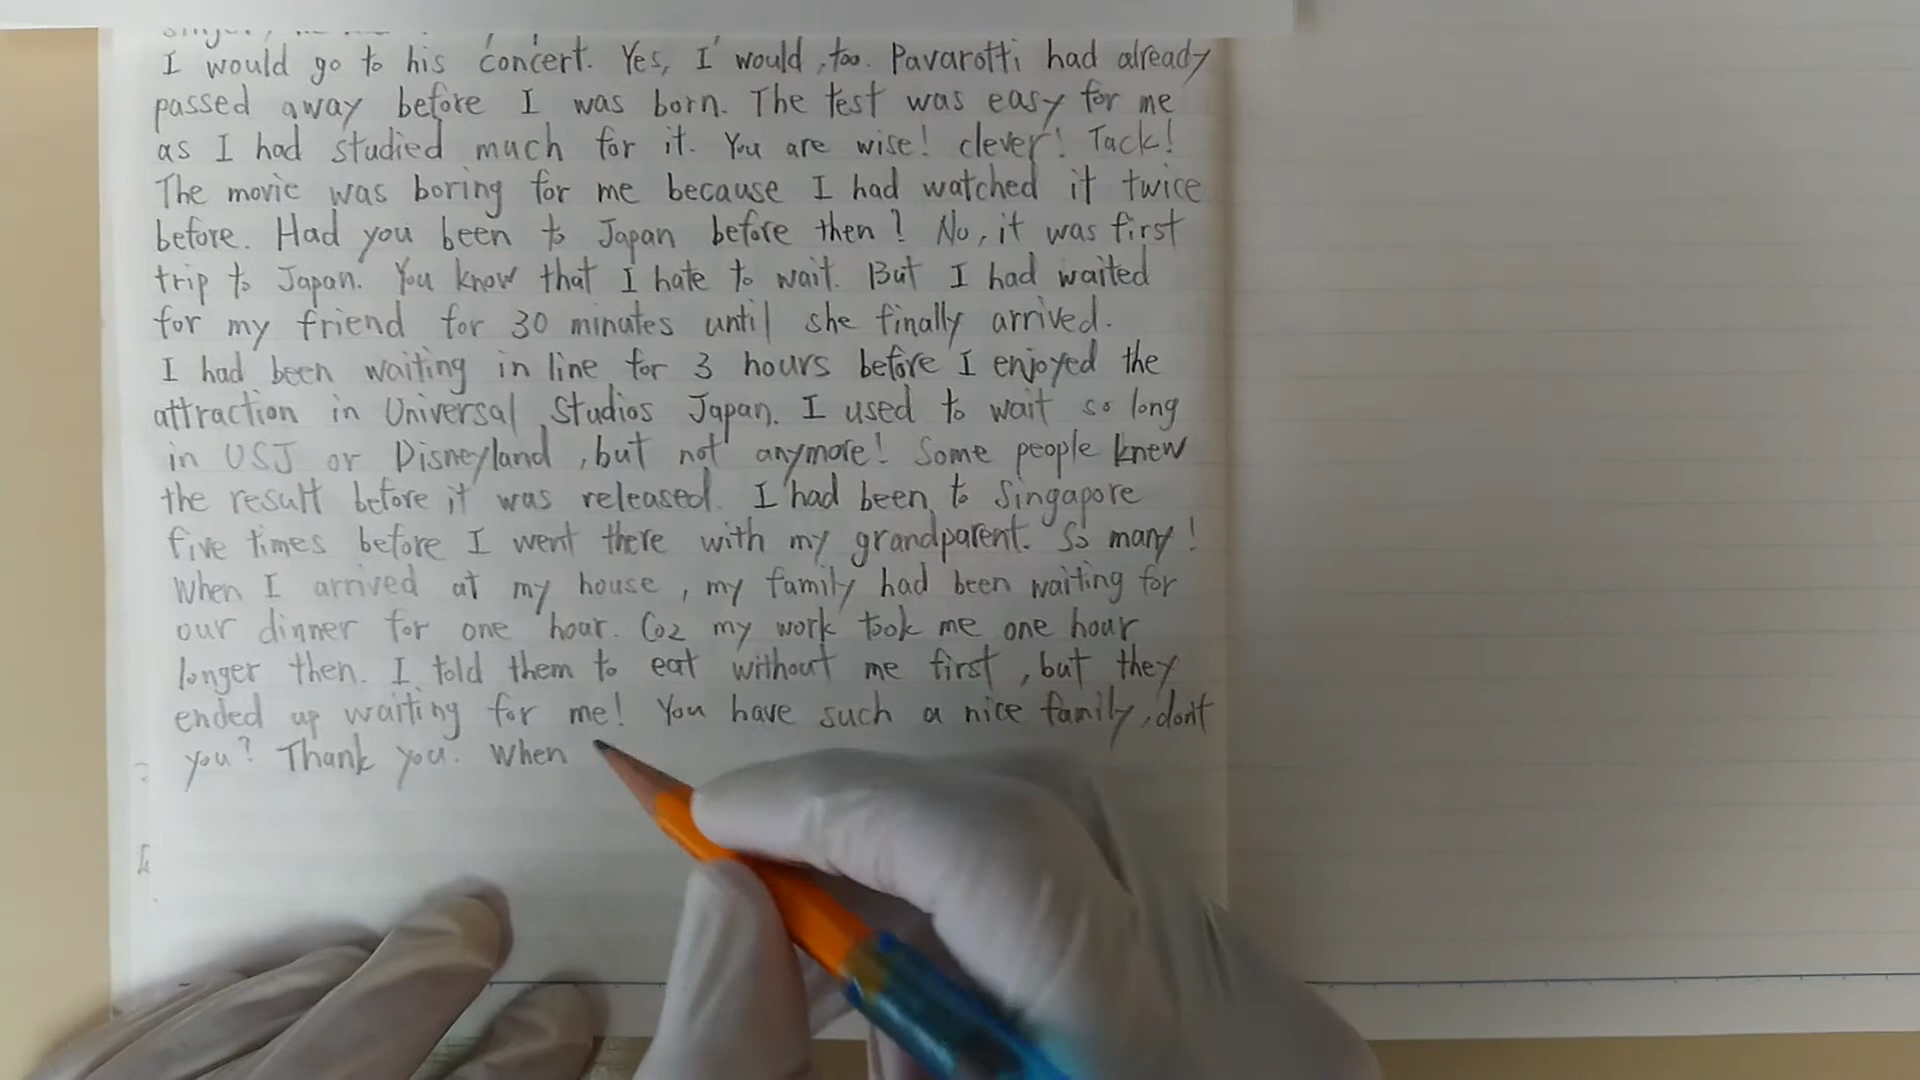 I would go to his concert. Yes, I would, too. Pavarotti had already
passed away before I was born. The test was easy for me
as I had studied much for it. You are wise! clever! Tack!
The movie was boring for me because I had watched it twice
before. Had you been to Japan before then? No, it was first
trip to Japan. You know that I hate to wait. But I had waited
for my friend for 30 minutes until she finally arrived.
I had been waiting in line for 3 hours before I enjoyed the
attraction in Universal Studios Japan. I used to wait so long
in USJ or Disneyland, but not anymore! Some people knew
the result before it was released. I had been to Singapore
five times before I went there with my grandparent. So many!
When I arrived at my house, my family had been waiting for
our dinner for one hour. Coz my work took me one hour
longer then. I told them to eat without me first, but they
ended up waiting for me! You have such a nice family, don't
you? Thank you. When